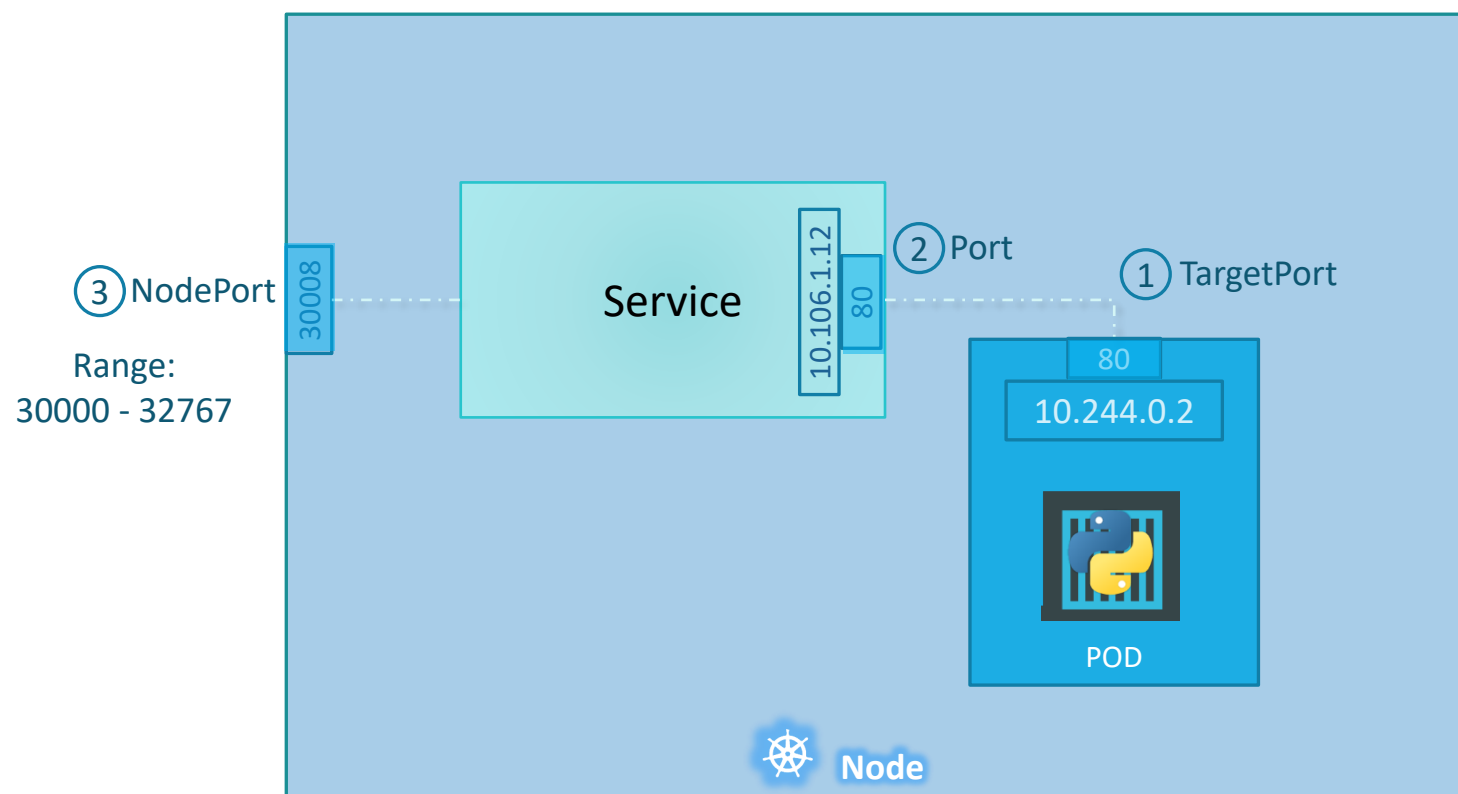 3 NodePort
Range:
30000 - 32767
30008
Service
10.106.1.12
80
2 Port
1 TargetPort
80
10.244.0.2
POD
Node